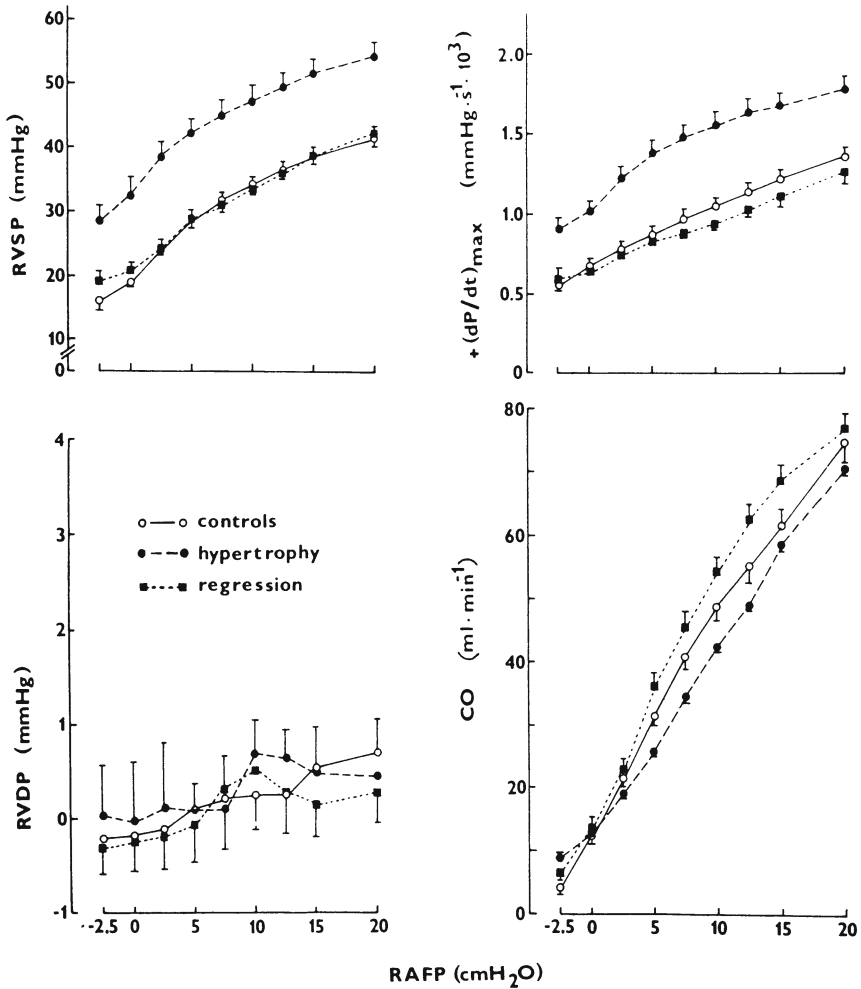 60
50
40
30
20
10
0
RVSP (mmHg)
2.0
1.5
1.0
0.5
0
+ (dP/dt)max (mmHg·s⁻¹·10³)
4
3
2
1
0
-1
RVDP (mmHg)
controls
hypertrophy
regression
-2.5 0 5 10 15 20
80
60
40
20
0
CO (ml·min⁻¹)
-2.5 0 5 10 15 20
RAFP (cmH₂O)